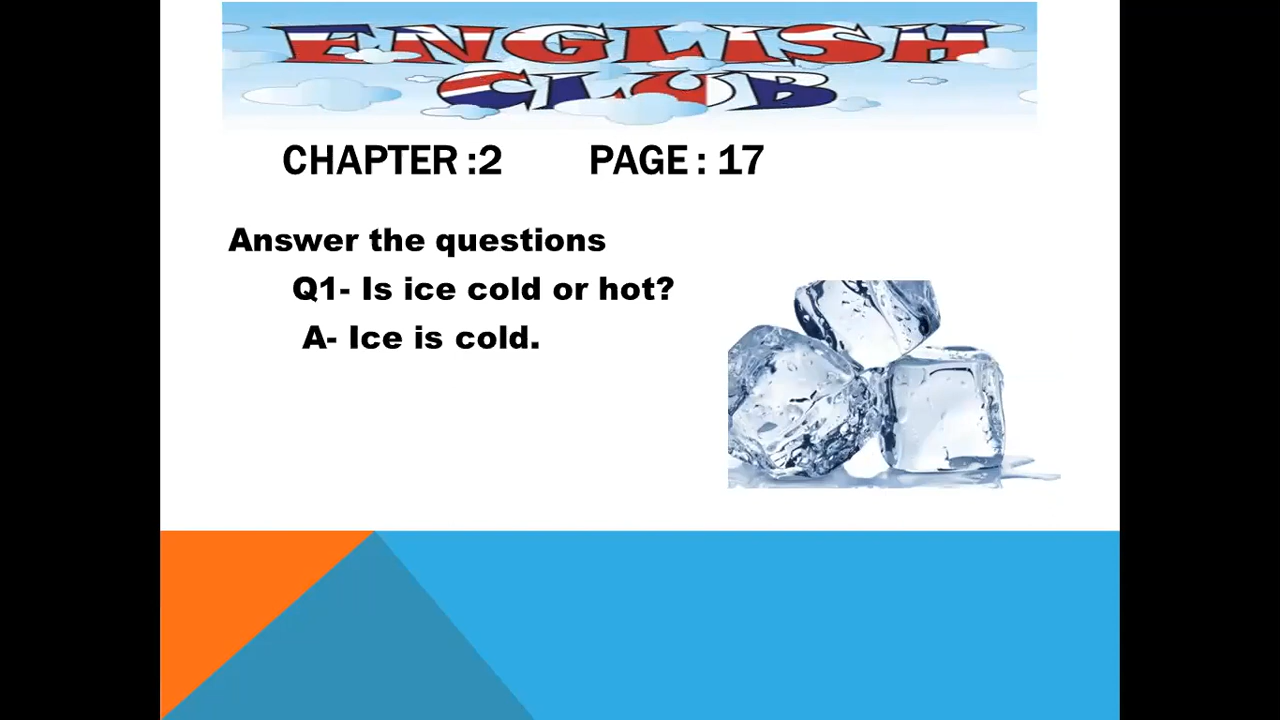 ENGLISH
CLUB
CHAPTER :2 PAGE : 17
Answer the questions
Q1- Is ice cold or hot?
A- Ice is cold.